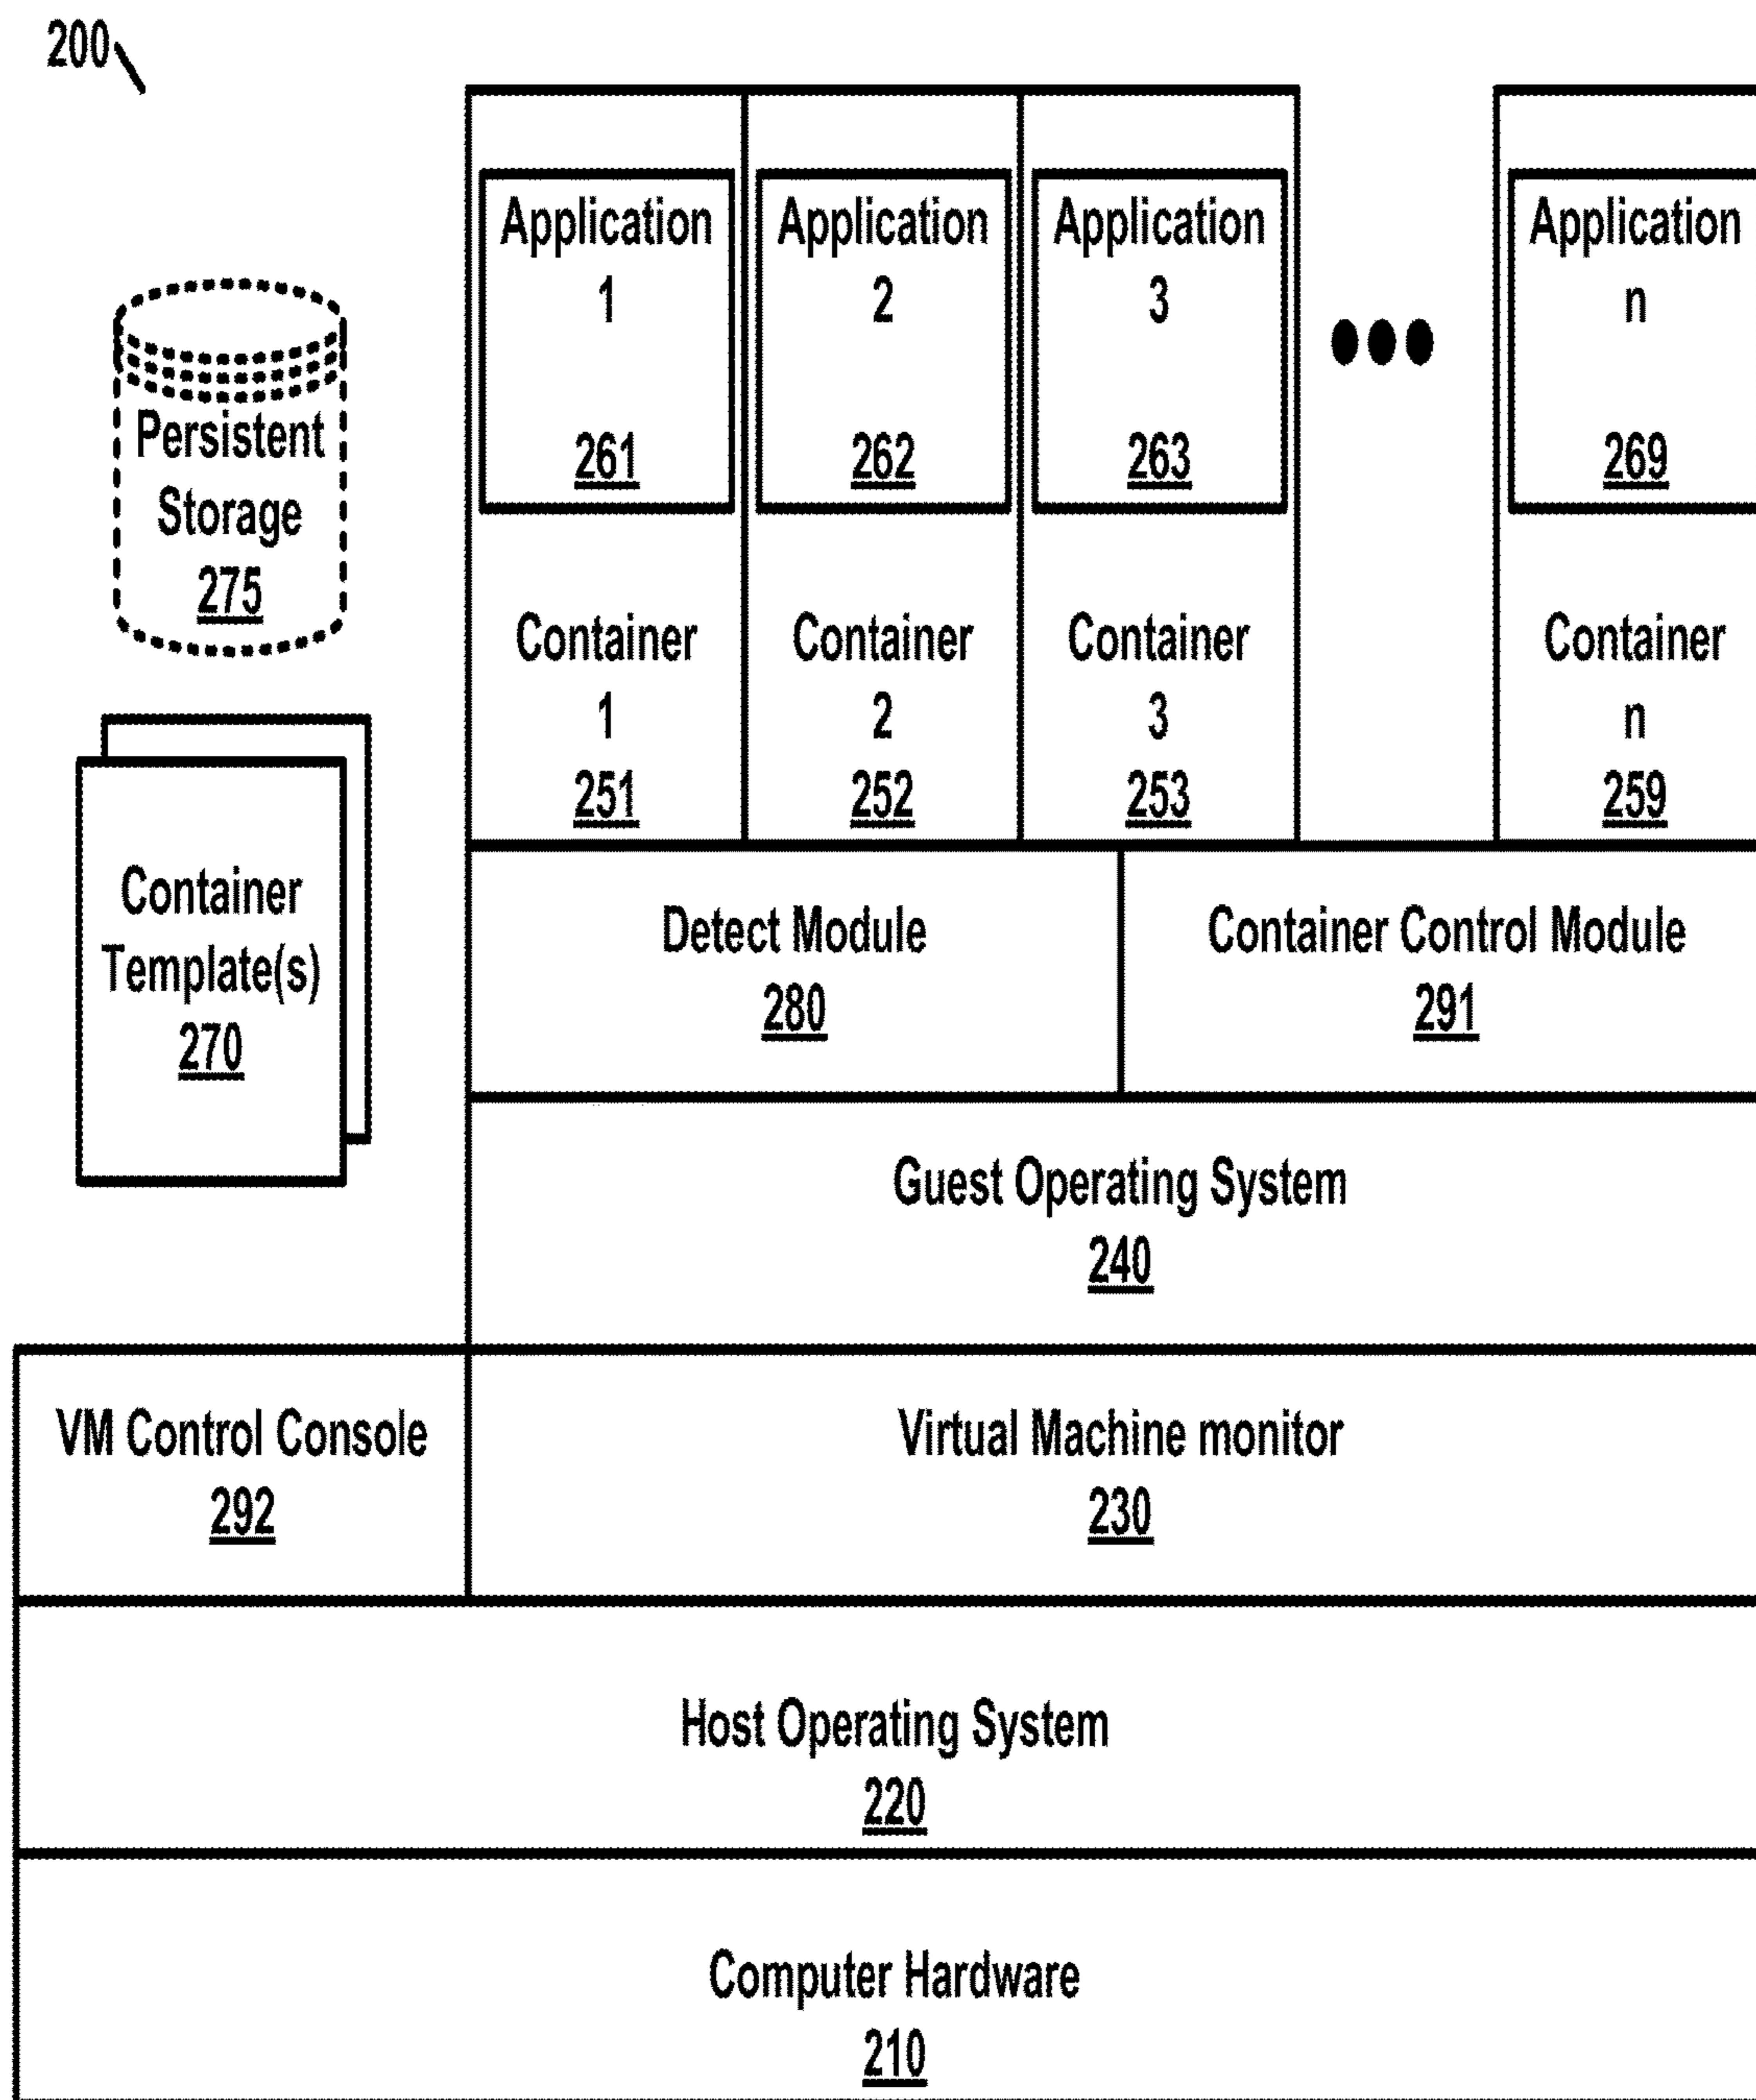 200
Application
1
261
Application
2
262
Application
3
263
Application
n
269
Persistent
Storage
275
Container
1
251
Container
2
252
Container
3
253
Container
n
259
Container
Template(s)
270
Detect Module
280
Container Control Module
291
Guest Operating System
240
VM Control Console
292
Virtual Machine monitor
230
Host Operating System
220
Computer Hardware
210